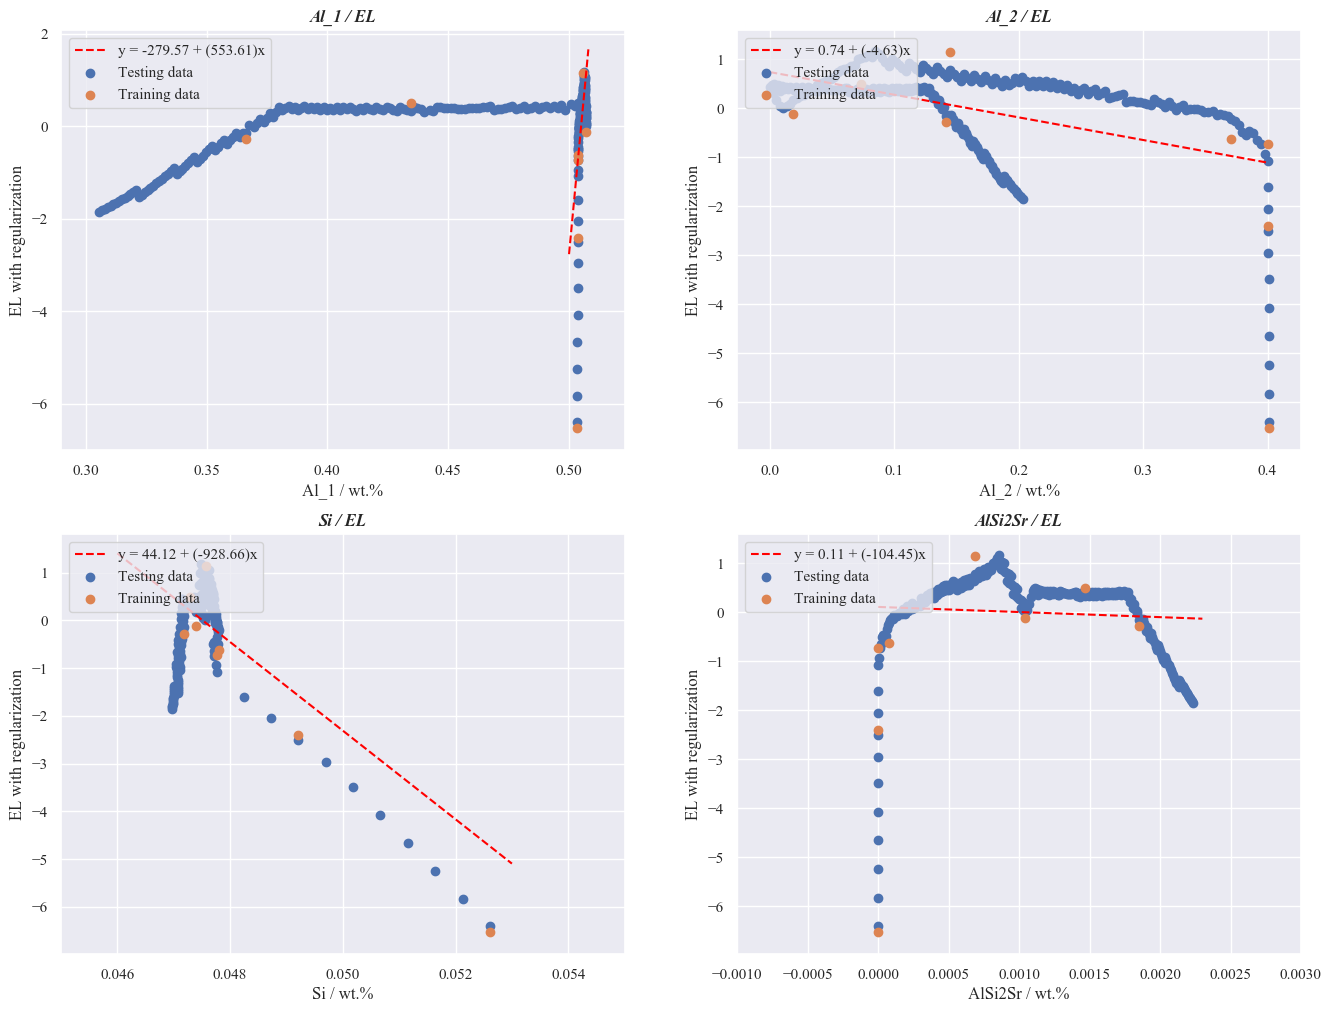 Al_1 / EL
y = -279.57 + (553.61)x
Testing data
Training data
EL with regularization
2
0
−2
−4
−6
0.30 0.35 0.40 0.45 0.50
Al_1 / wt.%
Al_2 / EL
y = 0.74 + (-4.63)x
Testing data
Training data
EL with regularization
1
0
−1
−2
−3
−4
−5
−6
0.0 0.1 0.2 0.3 0.4
Al_2 / wt.%
Si / EL
y = 44.12 + (-928.66)x
Testing data
Training data
EL with regularization
1
0
−1
−2
−3
−4
−5
−6
0.046 0.048 0.050 0.052 0.054
Si / wt.%
AlSi2Sr / EL
y = 0.11 + (-104.45)x
Testing data
Training data
EL with regularization
1
0
−1
−2
−3
−4
−5
−6
−0.0010 −0.0005 0.0000 0.0005 0.0010 0.0015 0.0020 0.0025 0.0030
AlSi2Sr / wt.%